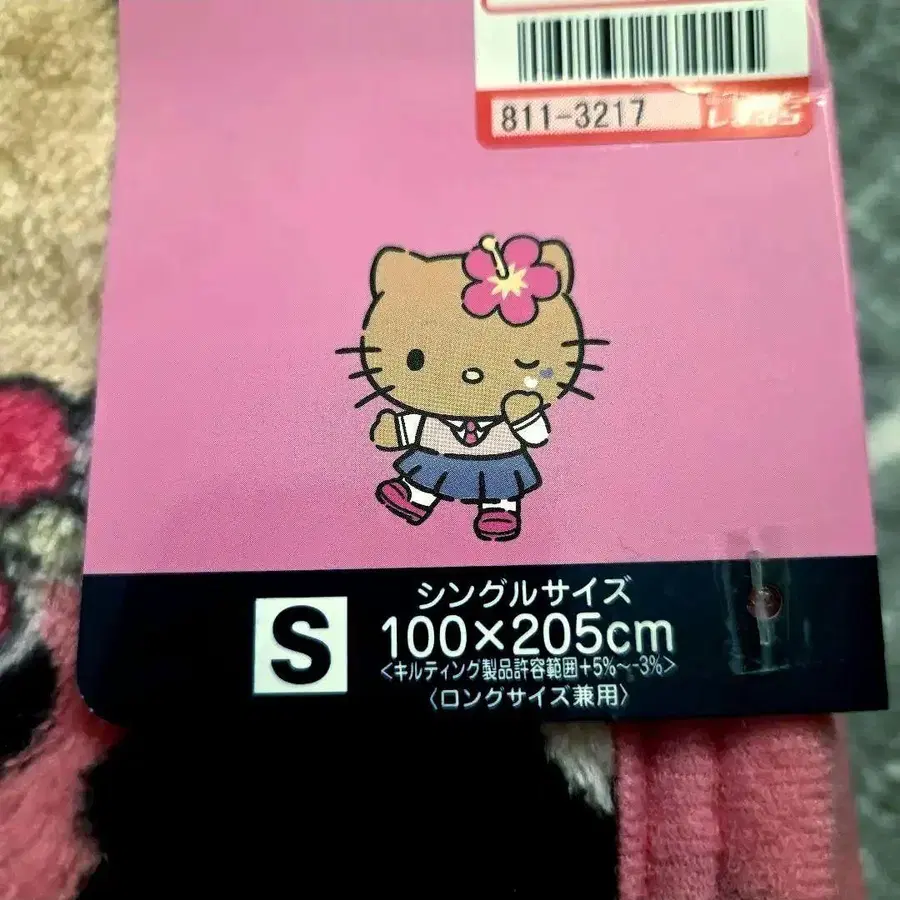 811-3217
S
シングルサイズ
100×205cm
<キルティング製品許容範囲+5%~-3%>
〈ロングサイズ兼用〉